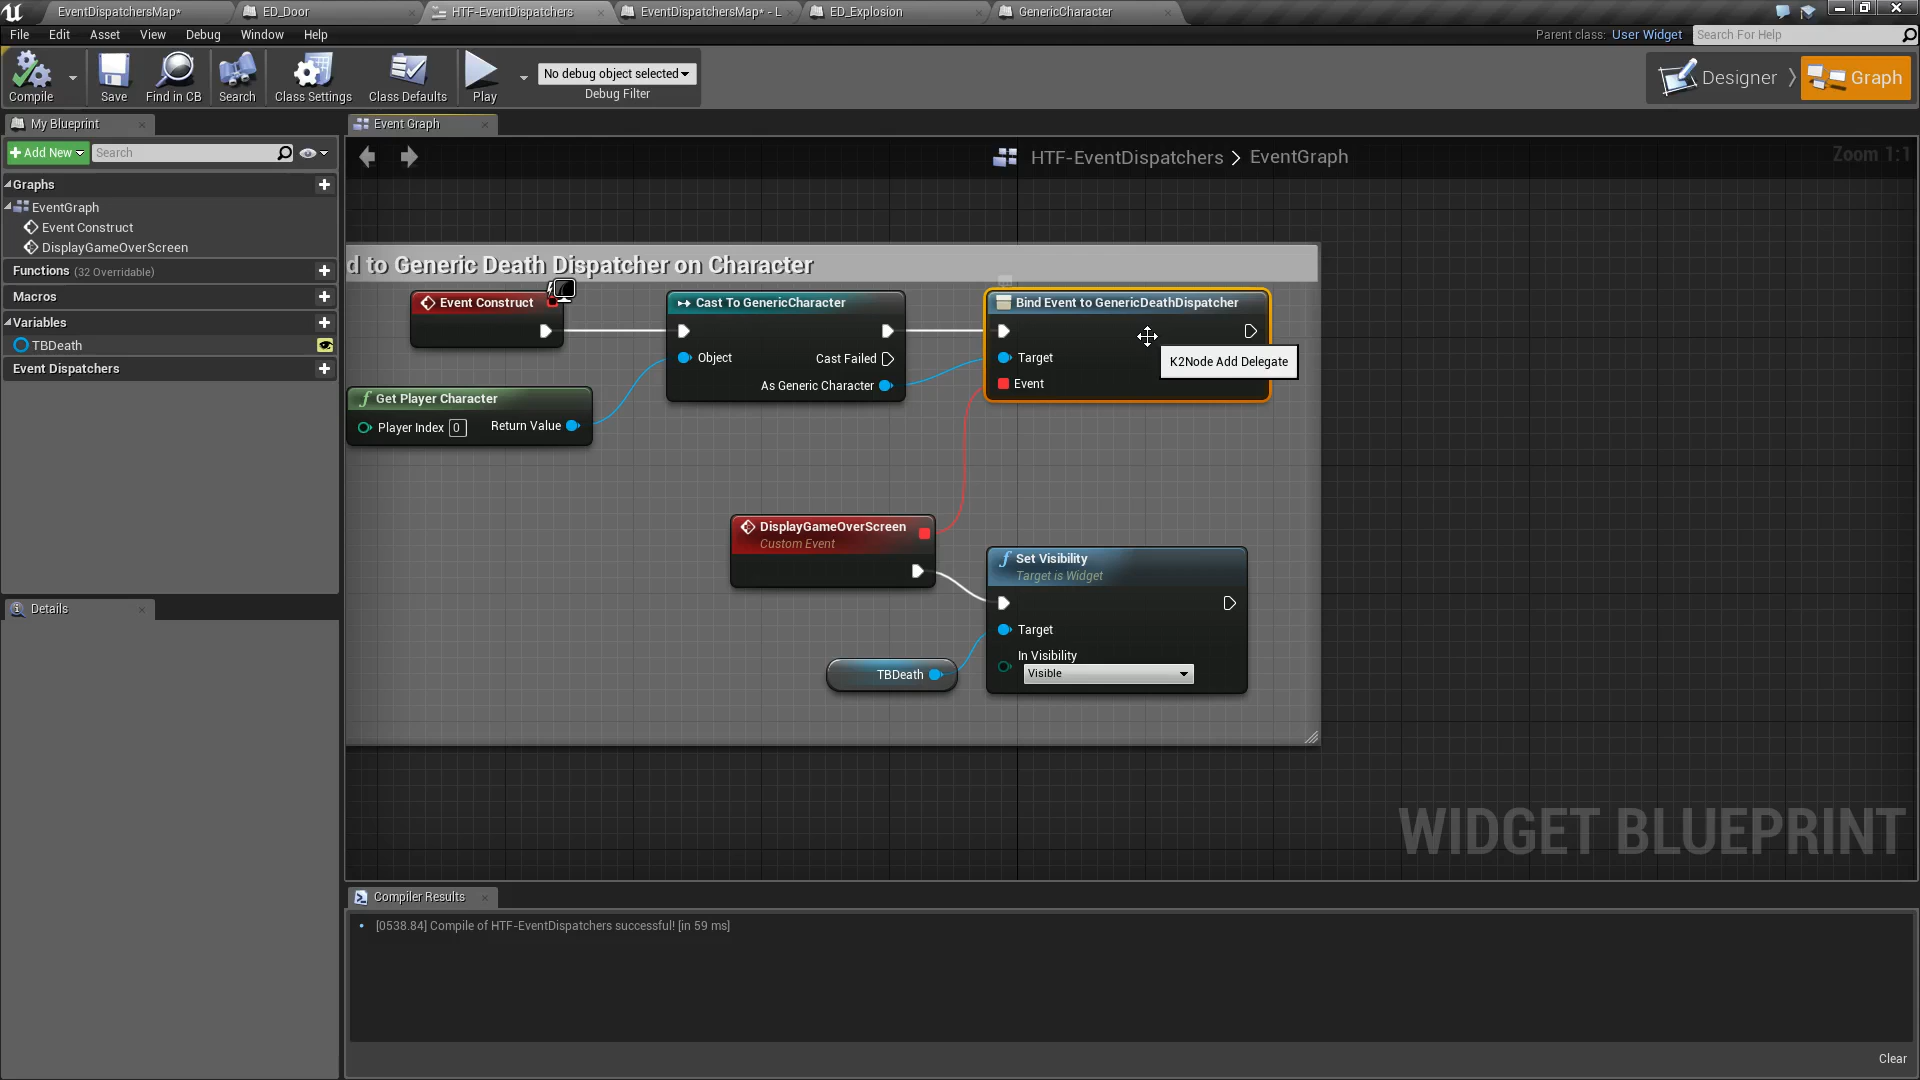 EventDispatchersMap*
ED_Door
HTF-EventDispatchers
EventDispatchersMap* - L
ED_Explosion
GenericCharacter
File
Edit
Asset
View
Debug
Window
Help
Parent class: User Widget
Search For Help
Compile
Save
Find in CB
Search
Class Settings
Class Defaults
Play
No debug object selected
Debug Filter
Designer
Graph
My Blueprint
Event Graph
Add New
Search
HTF-EventDispatchers > EventGraph
Zoom 1:1
Graphs
EventGraph
Event Construct
DisplayGameOverScreen
Functions (32 Overridable)
Macros
Variables
TBDeath
Event Dispatchers
Details
d to Generic Death Dispatcher on Character
Event Construct
Cast To GenericCharacter
Object
Cast Failed
As Generic Character
Bind Event to GenericDeathDispatcher
Target
Event
K2Node Add Delegate
Get Player Character
Player Index 0
Return Value
DisplayGameOverScreen
Custom Event
Set Visibility
Target is Widget
Target
In Visibility
Visible
TBDeath
WIDGET BLUEPRINT
Compiler Results
[0538.84] Compile of HTF-EventDispatchers successful! [in 59 ms]
Clear